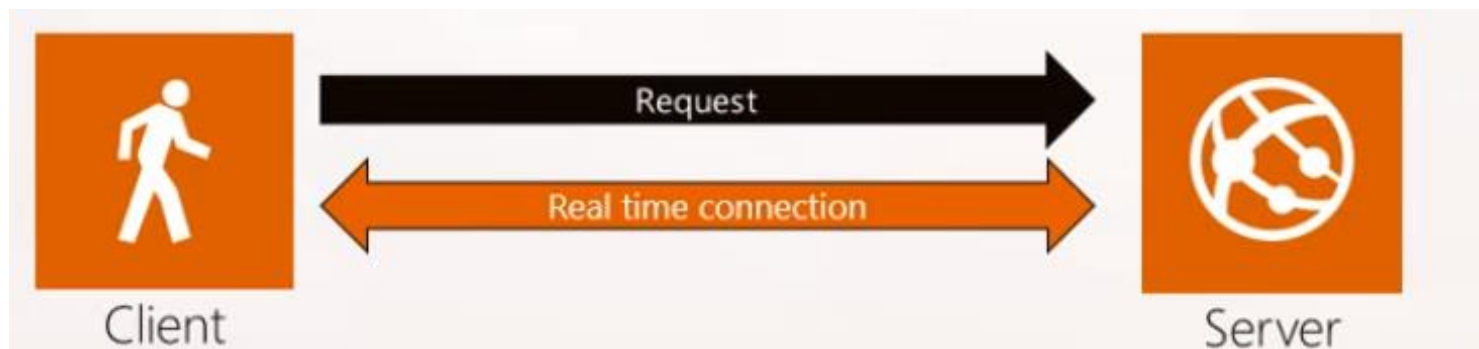 Request
Real time connection
Client
Server